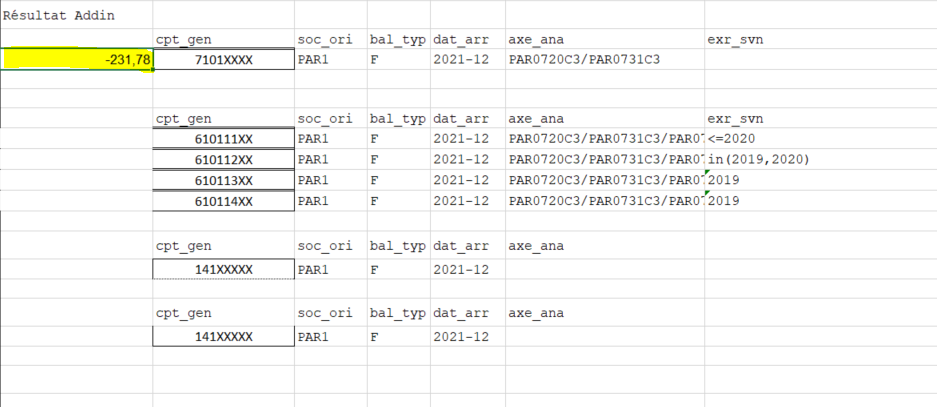 Résultat Addin
cpt_gen soc_ori bal_typ dat_arr axe_ana exr_svn
-231,78 7101XXXX PAR1 F 2021-12 PAR0720C3/PAR0731C3
cpt_gen soc_ori bal_typ dat_arr axe_ana exr_svn
610111XX PAR1 F 2021-12 PAR0720C3/PAR0731C3/PAR07 <=2020
610112XX PAR1 F 2021-12 PAR0720C3/PAR0731C3/PAR07 in(2019,2020)
610113XX PAR1 F 2021-12 PAR0720C3/PAR0731C3/PAR07 2019
610114XX PAR1 F 2021-12 PAR0720C3/PAR0731C3/PAR07 2019
cpt_gen soc_ori bal_typ dat_arr axe_ana
141XXXXX PAR1 F 2021-12
cpt_gen soc_ori bal_typ dat_arr axe_ana
141XXXXX PAR1 F 2021-12